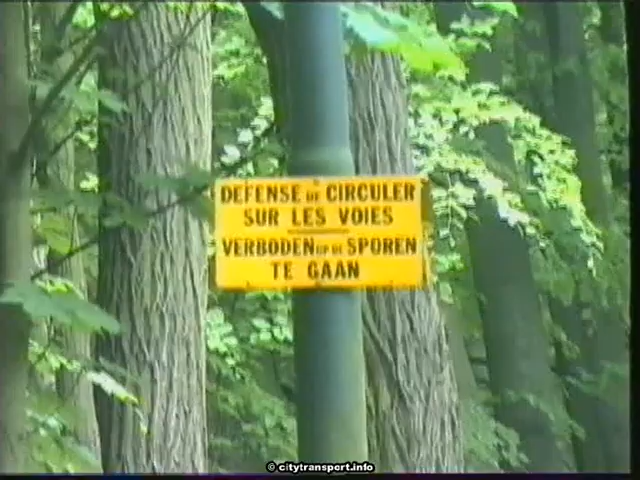 DEFENSE DE CIRCULER
SUR LES VOIES
VERBODEN OP DE SPOREN
TE GAAN
© citytransport.info